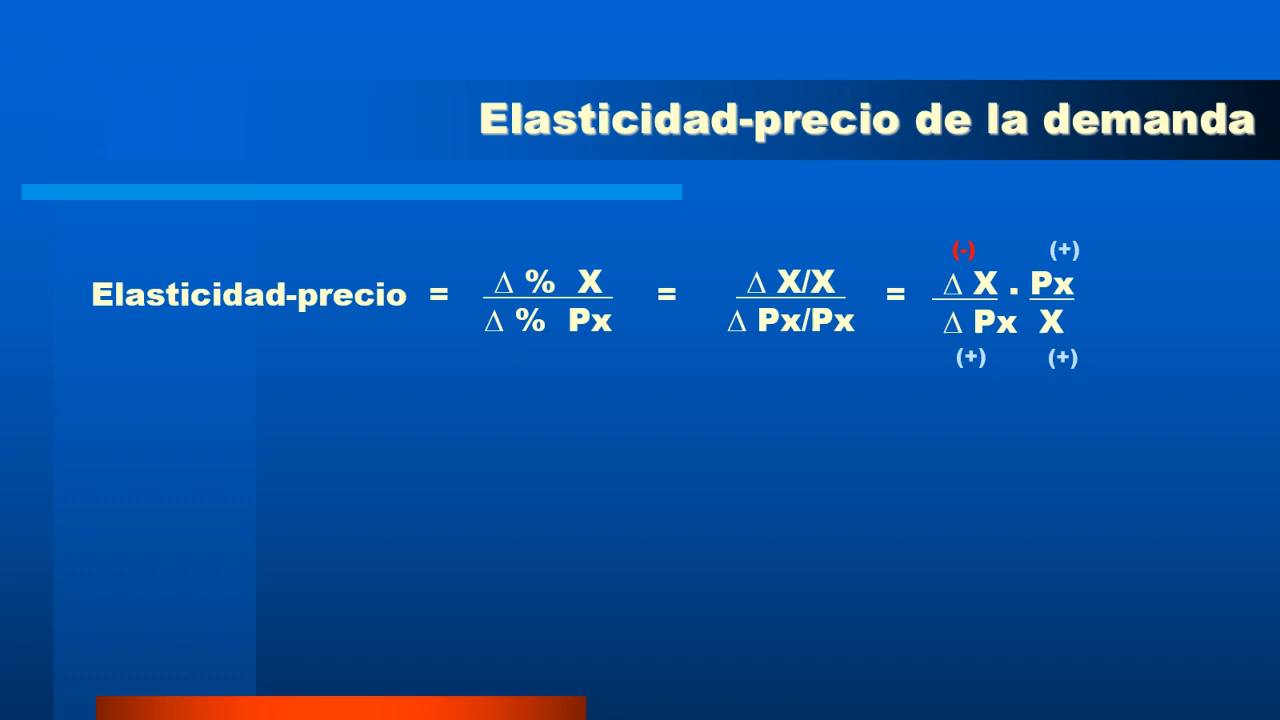 Elasticidad-precio de la demanda
(-) (+)
Elasticidad-precio = ∆ % X = ∆ X/X = ∆ X · Px
∆ % Px ∆ Px/Px ∆ Px X
(+) (+)